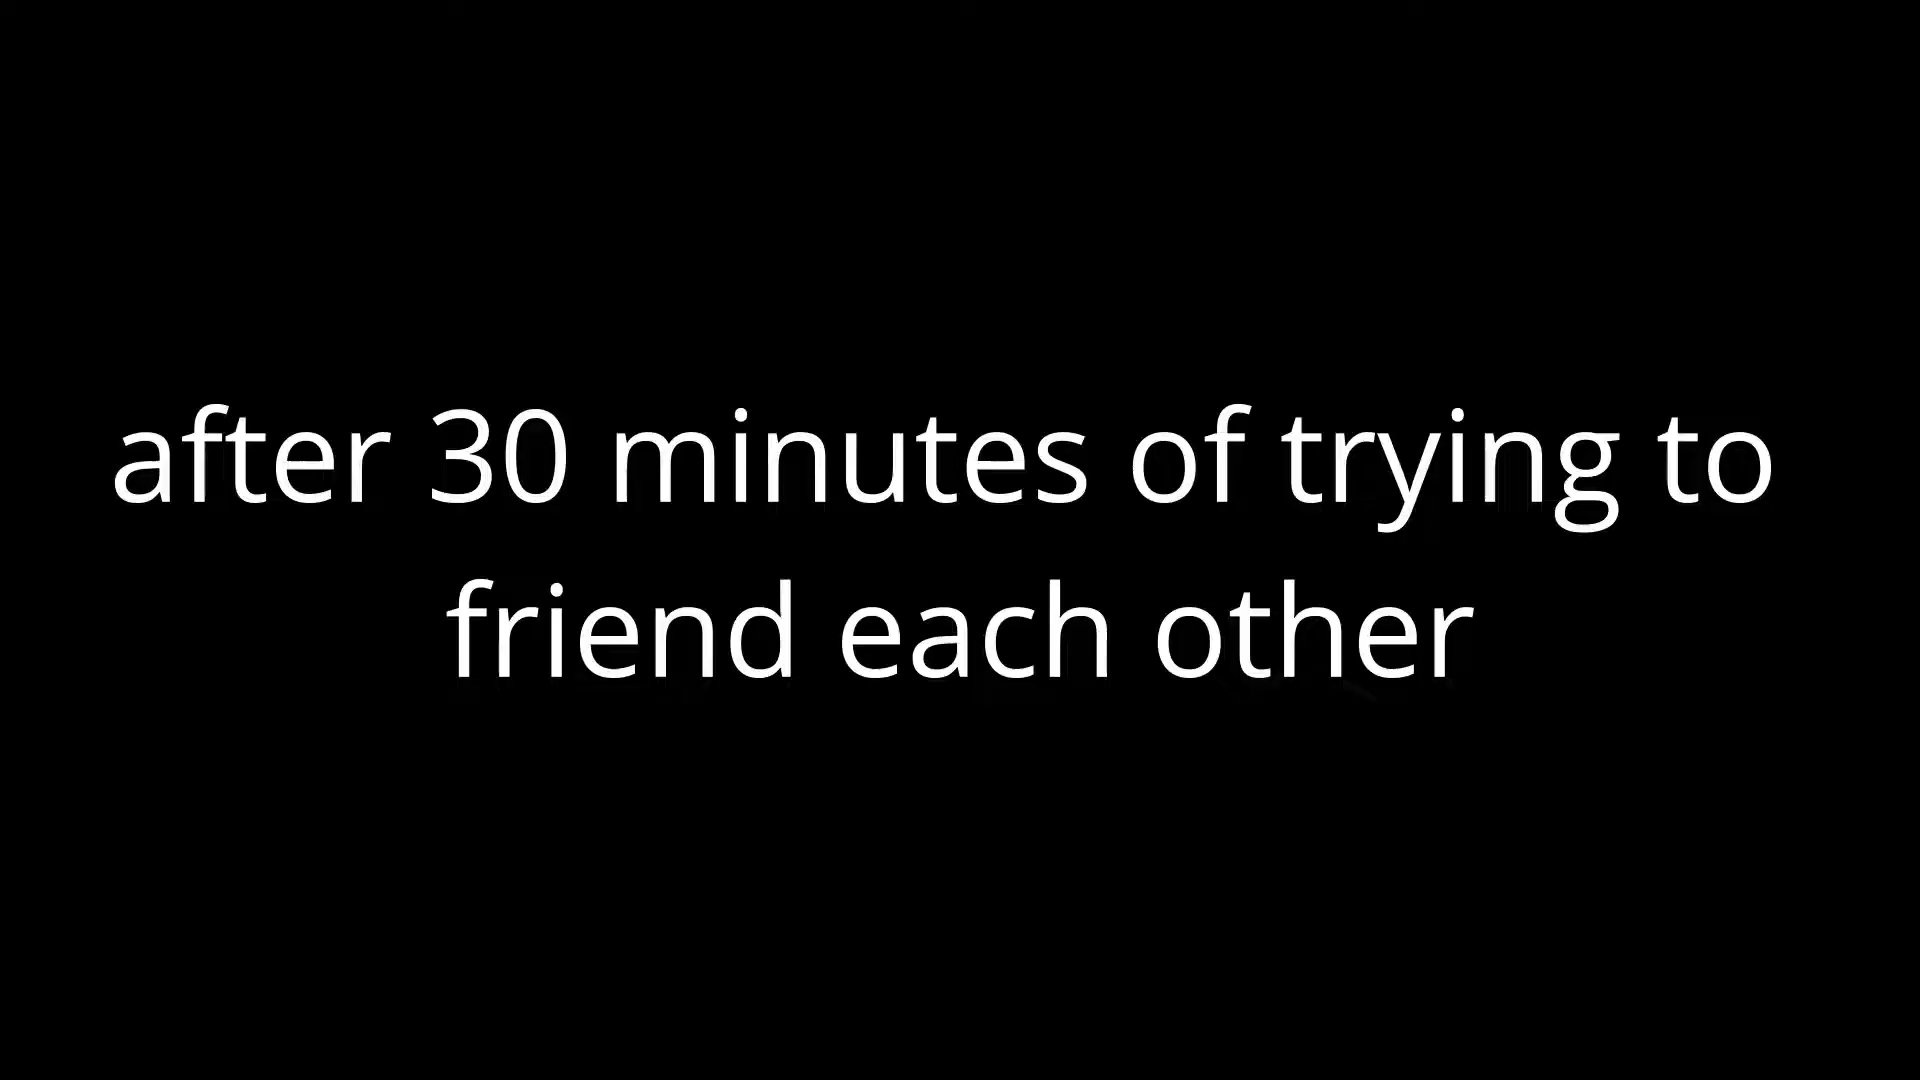 after 30 minutes of trying to
friend each other